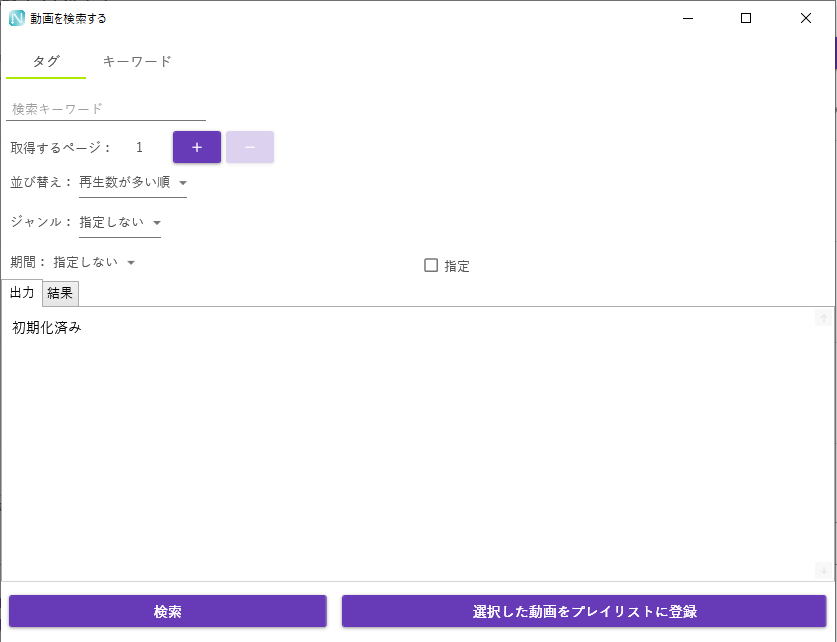 動画を検索する
タグ キーワード
検索キーワード
取得するページ： 1 + −
並び替え： 再生数が多い順
ジャンル： 指定しない
期間： 指定しない 指定
出力 結果
初期化済み
検索 選択した動画をプレイリストに登録